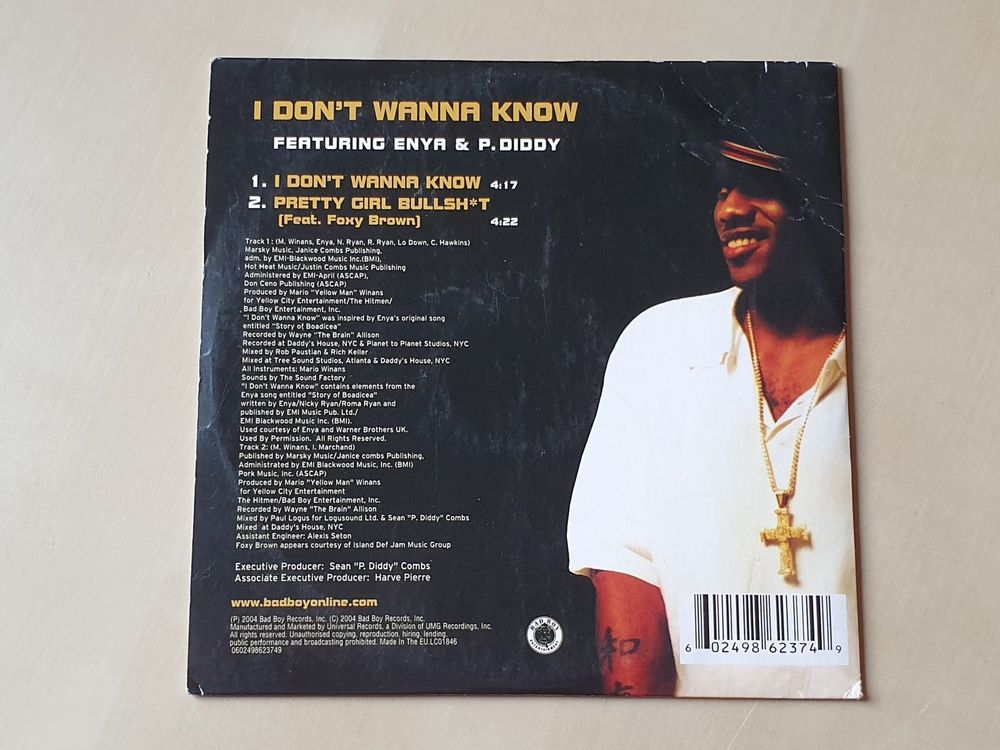 I DON'T WANNA KNOW
FEATURING ENYA & P. DIDDY
1. I DON'T WANNA KNOW 4:17
2. PRETTY GIRL BULLSH*T
(Feat. Foxy Brown) 4:22
Track 1: (M. Winans, Enya, N. Ryan, R. Ryan, Lo Down, C. Hawkins)
Marsky Music, Janice Combs Publishing,
adm. by EMI-Blackwood Music Inc.(BMI),
Hot Heat Music/Justin Combs Music Publishing
Administered by EMI-April (ASCAP),
Don Ceno Publishing (ASCAP)
Produced by Mario "Yellow Man" Winans
for Yellow City Entertainment/The Hitmen/
Bad Boy Entertainment, Inc.
"I Don't Wanna Know" was inspired by Enya's original song
entitled "Story of Boadicea"
Recorded by Wayne "The Brain" Allison
Recorded at Daddy's House, NYC & Planet to Planet Studios, NYC
Mixed by Rob Paustian & Rich Keller
Mixed at Tree Sound Studios, Atlanta & Daddy's House, NYC
All Instruments: Mario Winans
Sounds by The Sound Factory
"I Don't Wanna Know" contains elements from the
Enya song entitled "Story of Boadicea"
written by Enya/Nicky Ryan/Roma Ryan and
published by EMI Music Pub. Ltd./
EMI Blackwood Music Inc. (BMI).
Used courtesy of Enya and Warner Brothers UK.
Used By Permission. All Rights Reserved.
Track 2: (M. Winans, I. Marchand)
Published by Marsky Music/Janice combs Publishing,
Administrated by EMI Blackwood Music, Inc. (BMI)
Pork Music, Inc. (ASCAP)
Produced by Mario "Yellow Man" Winans
for Yellow City Entertainment
The Hitmen/Bad Boy Entertainment, Inc.
Recorded by Wayne "The Brain" Allison
Mixed by Paul Logus for Logusound Ltd. & Sean "P. Diddy" Combs
Mixed at Daddy's House, NYC
Assistant Engineer: Alexis Seton
Foxy Brown appears courtesy of Island Def Jam Music Group
Executive Producer: Sean "P. Diddy" Combs
Associate Executive Producer: Harve Pierre
www.badboyonline.com
(P) 2004 Bad Boy Records, Inc. (C) 2004 Bad Boy Records, Inc.
Manufactured and Marketed by Universal Records, a Division of UMG Recordings, Inc.
All rights reserved. Unauthorised copying, reproduction, hiring, lending,
public performance and broadcasting prohibited. Made In The EU.LC01846
0602498623749
BAD BOY
ENTERTAINMENT
和
6 02498 62374 9